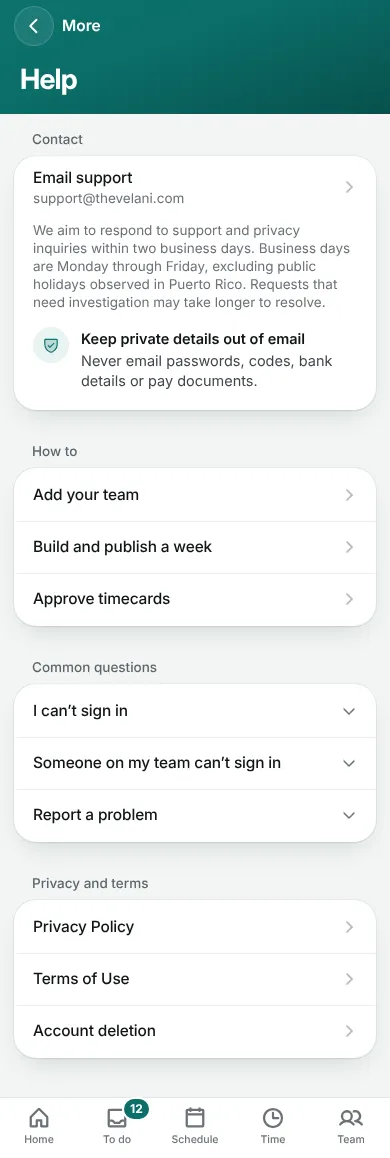 More
Help
Contact
Email support
support@thevelani.com
We aim to respond to support and privacy
inquiries within two business days. Business days
are Monday through Friday, excluding public
holidays observed in Puerto Rico. Requests that
need investigation may take longer to resolve.
Keep private details out of email
Never email passwords, codes, bank
details or pay documents.
How to
Add your team
Build and publish a week
Approve timecards
Common questions
I can’t sign in
Someone on my team can’t sign in
Report a problem
Privacy and terms
Privacy Policy
Terms of Use
Account deletion
12
Home
To do
Schedule
Time
Team